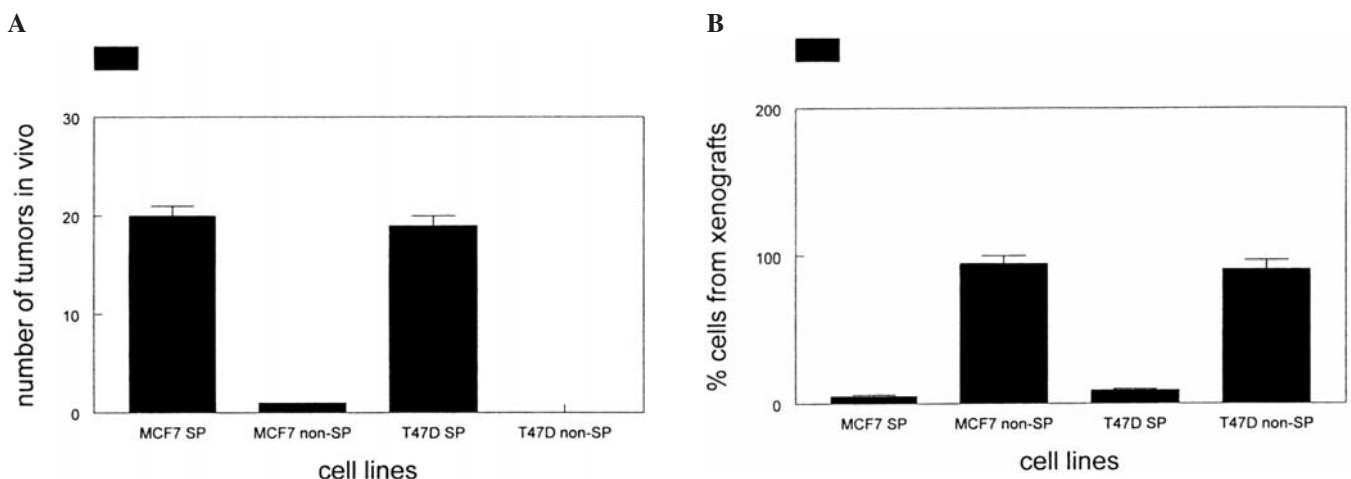 A
number of tumors in vivo
30
20
10
0
MCF7 SP MCF7 non-SP T47D SP T47D non-SP
cell lines
B
% cells from xenografts
200
100
0
MCF7 SP MCF7 non-SP T47D SP T47D non-SP
cell lines